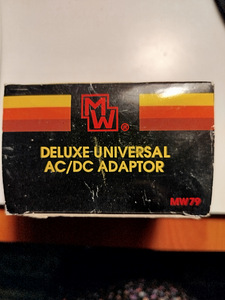 MW®
DELUXE UNIVERSAL
AC/DC ADAPTOR
MW79